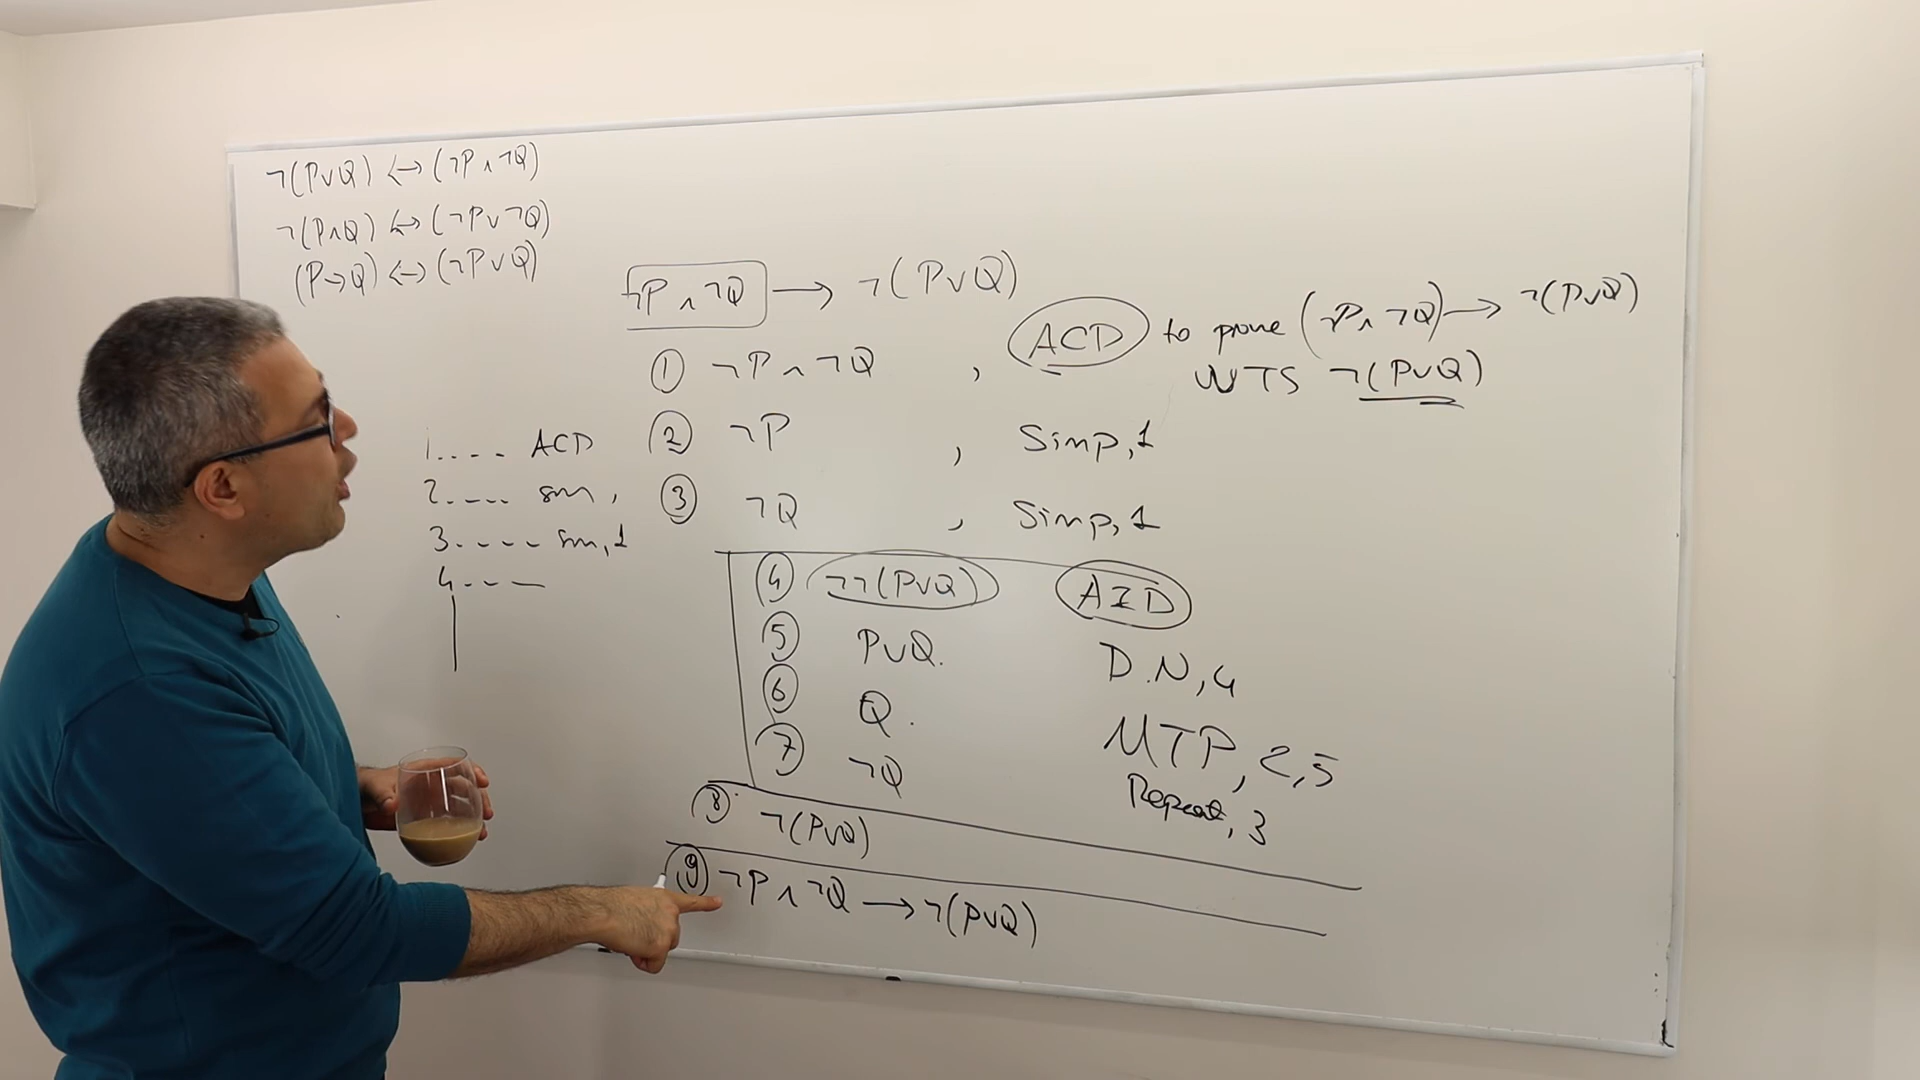 ¬(P∨Q) ↔ (¬P∧¬Q)
¬(P∧Q) ↔ (¬P∨¬Q)
(P→Q) ↔ (¬P∨Q)
¬P∧¬Q → ¬(P∨Q)
① ¬P∧¬Q , ACD to prove (¬P∧¬Q) → ¬(P∨Q)
WTS ¬(P∨Q)
② ¬P , Simp,1
③ ¬Q , Simp,1
④ ¬¬(P∨Q) AID
⑤ P∨Q. D.N,4
⑥ Q. MTP, 2,5
⑦ ¬Q Repeat, 3
⑧ ¬(P∨Q)
⑨ ¬P∧¬Q → ¬(P∨Q)
1.... ACD
2.... sm,
3.... sm,1
4...